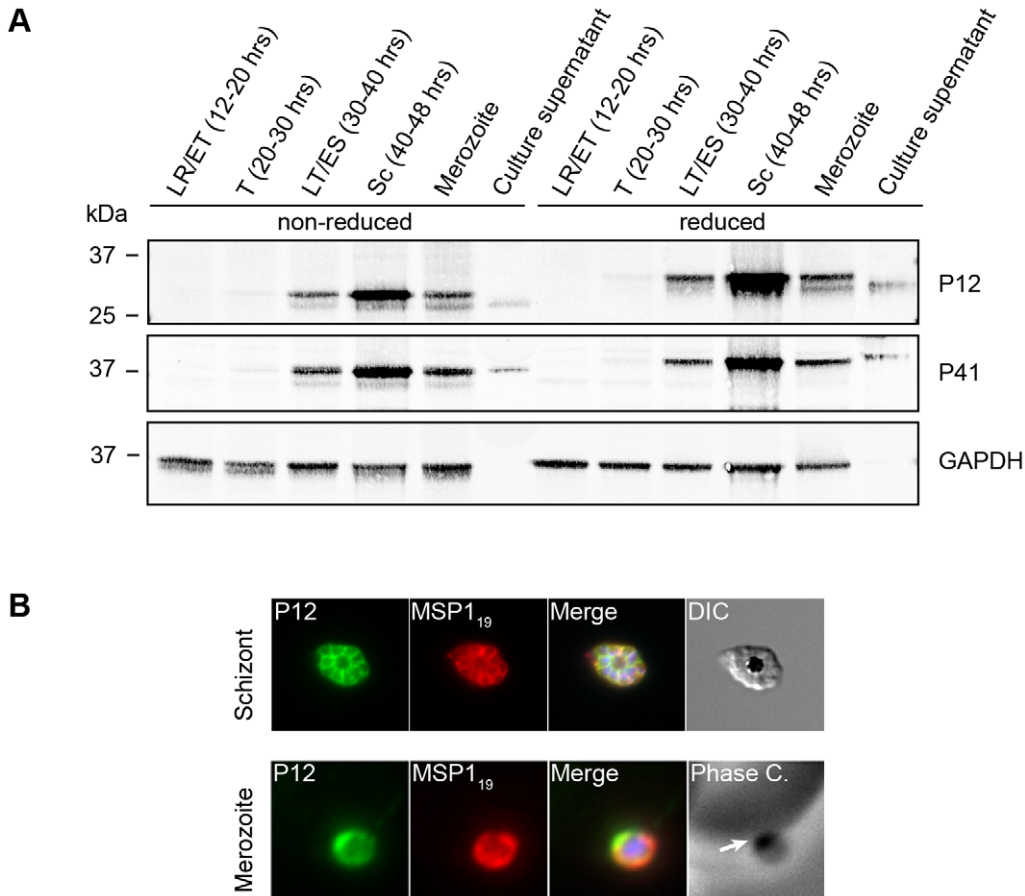 A
LR/ET (12-20 hrs)
T (20-30 hrs)
LT/ES (30-40 hrs)
Sc (40-48 hrs)
Merozoite
Culture supernatant
LR/ET (12-20 hrs)
T (20-30 hrs)
LT/ES (30-40 hrs)
Sc (40-48 hrs)
Merozoite
Culture supernatant
kDa
non-reduced
reduced
37
25
P12
37
P41
37
GAPDH
B
Schizont
P12
MSP1₁₉
Merge
DIC
Merozoite
P12
MSP1₁₉
Merge
Phase C.